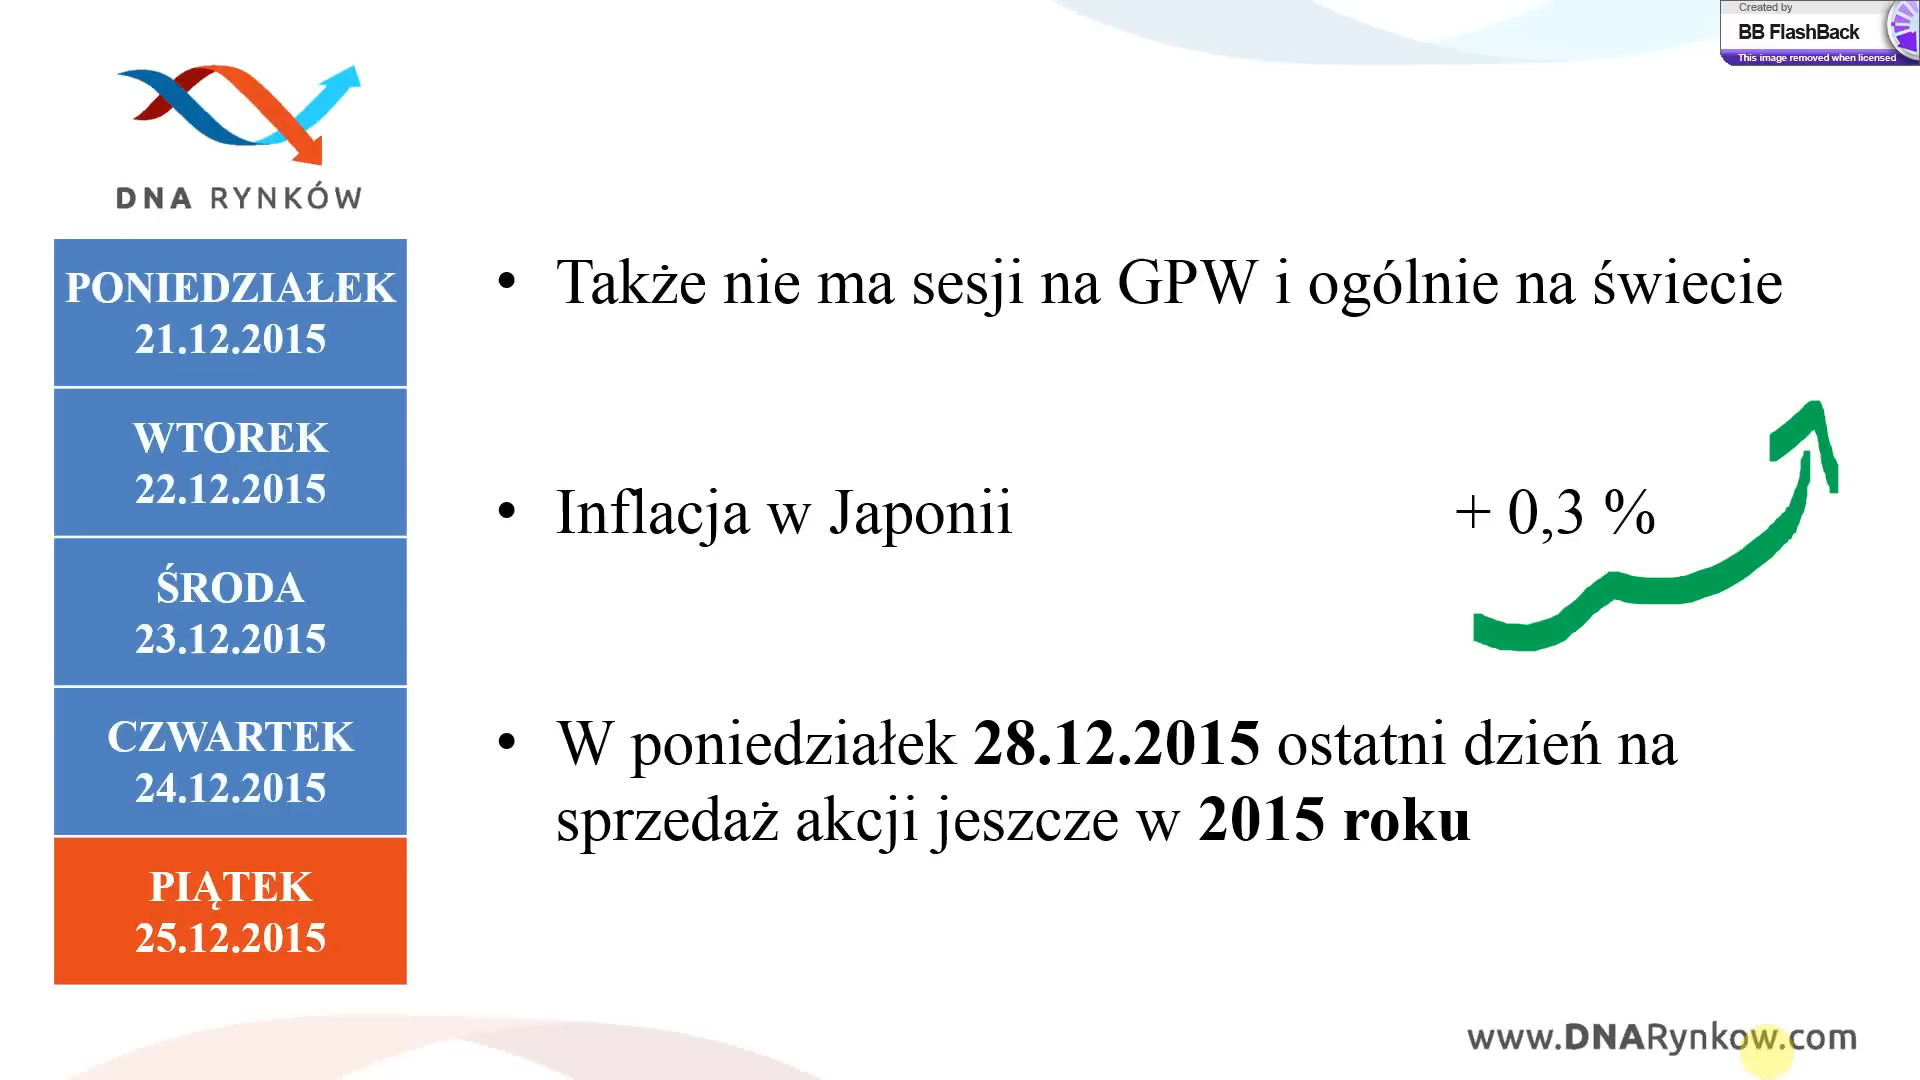 Created by
BB FlashBack
This image removed when licensed
DNA RYNKÓW
PONIEDZIAŁEK
21.12.2015
WTOREK
22.12.2015
ŚRODA
23.12.2015
CZWARTEK
24.12.2015
PIĄTEK
25.12.2015
• Także nie ma sesji na GPW i ogólnie na świecie
• Inflacja w Japonii + 0,3 %
• W poniedziałek 28.12.2015 ostatni dzień na
sprzedaż akcji jeszcze w 2015 roku
www.DNARynkow.com